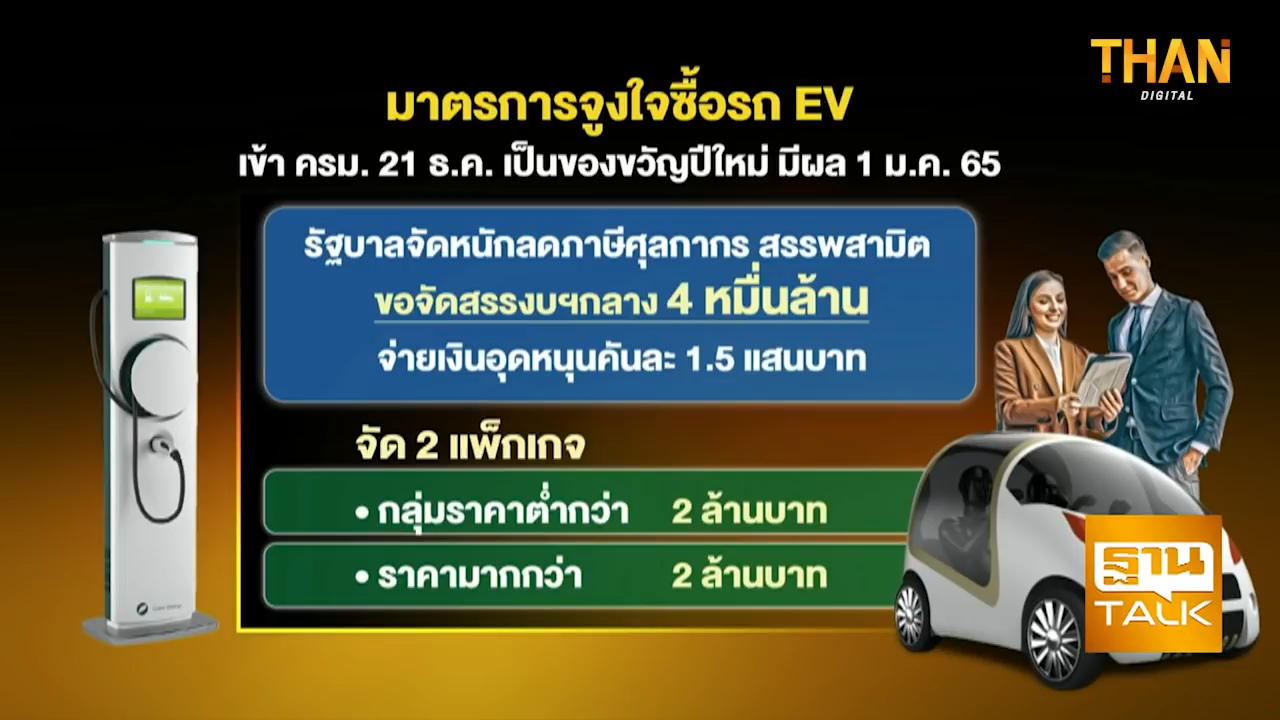 THAN
DIGITAL
มาตรการจูงใจซื้อรถ EV
เข้า ครม. 21 ธ.ค. เป็นของขวัญปีใหม่ มีผล 1 ม.ค. 65
รัฐบาลจัดหนักลดภาษีศุลกากร สรรพสามิต
ขอจัดสรรงบฯกลาง 4 หมื่นล้าน
จ่ายเงินอุดหนุนคันละ 1.5 แสนบาท
จัด 2 แพ็กเกจ
• กลุ่มราคาต่ำกว่า 2 ล้านบาท
• ราคามากกว่า 2 ล้านบาท
ฐาน
TALK